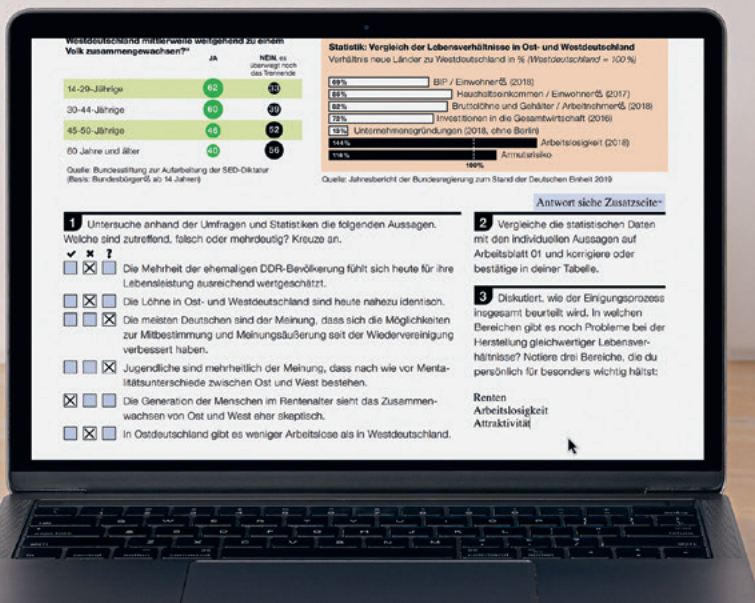 Westdeutschland mittlerweile weitgehend zu einem
Volk zusammengewachsen?"
JA
NEIN, es
überwiegt noch
das Trennende
14-29-Jährige 62 33
30-44-Jährige 60 39
45-59-Jährige 46 52
60 Jahre und älter 40 56
Quelle: Bundesstiftung zur Aufarbeitung der SED-Diktatur
(Basis: Bundesbürger ab 14 Jahren)
Statistik: Vergleich der Lebensverhältnisse in Ost- und Westdeutschland
Verhältnis neue Länder zu Westdeutschland in % (Westdeutschland = 100 %)
69% BIP / Einwohner (2018)
85% Haushaltseinkommen / Einwohner (2017)
82% Bruttolöhne und Gehälter / Arbeitnehmer (2018)
73% Investitionen in die Gesamtwirtschaft (2016)
Unternehmensgründungen (2018, ohne Berlin)
144% Arbeitslosigkeit (2018)
116% Armutsrisiko
100%
Quelle: Jahresbericht der Bundesregierung zum Stand der Deutschen Einheit 2019
Antwort siehe Zusatzseite
1 Untersuche anhand der Umfragen und Statistiken die folgenden Aussagen.
Welche sind zutreffend, falsch oder mehrdeutig? Kreuze an.
✓ ✖ ?
Die Mehrheit der ehemaligen DDR-Bevölkerung fühlt sich heute für ihre
Lebensleistung ausreichend wertgeschätzt.
Die Löhne in Ost- und Westdeutschland sind heute nahezu identisch.
Die meisten Deutschen sind der Meinung, dass sich die Möglichkeiten
zur Mitbestimmung und Meinungsäußerung seit der Wiedervereinigung
verbessert haben.
Jugendliche sind mehrheitlich der Meinung, dass nach wie vor Menta-
litätsunterschiede zwischen Ost und West bestehen.
Die Generation der Menschen im Rentenalter sieht das Zusammen-
wachsen von Ost und West eher skeptisch.
In Ostdeutschland gibt es weniger Arbeitslose als in Westdeutschland.
2 Vergleiche die statistischen Daten
mit den individuellen Aussagen auf
Arbeitsblatt 01 und korrigiere oder
bestätige in deiner Tabelle.
3 Diskutiert, wie der Einigungsprozess
insgesamt beurteilt wird. In welchen
Bereichen gibt es noch Probleme bei der
Herstellung gleichwertiger Lebensver-
hältnisse? Notiere drei Bereiche, die du
persönlich für besonders wichtig hältst:
Renten
Arbeitslosigkeit
Attraktivität